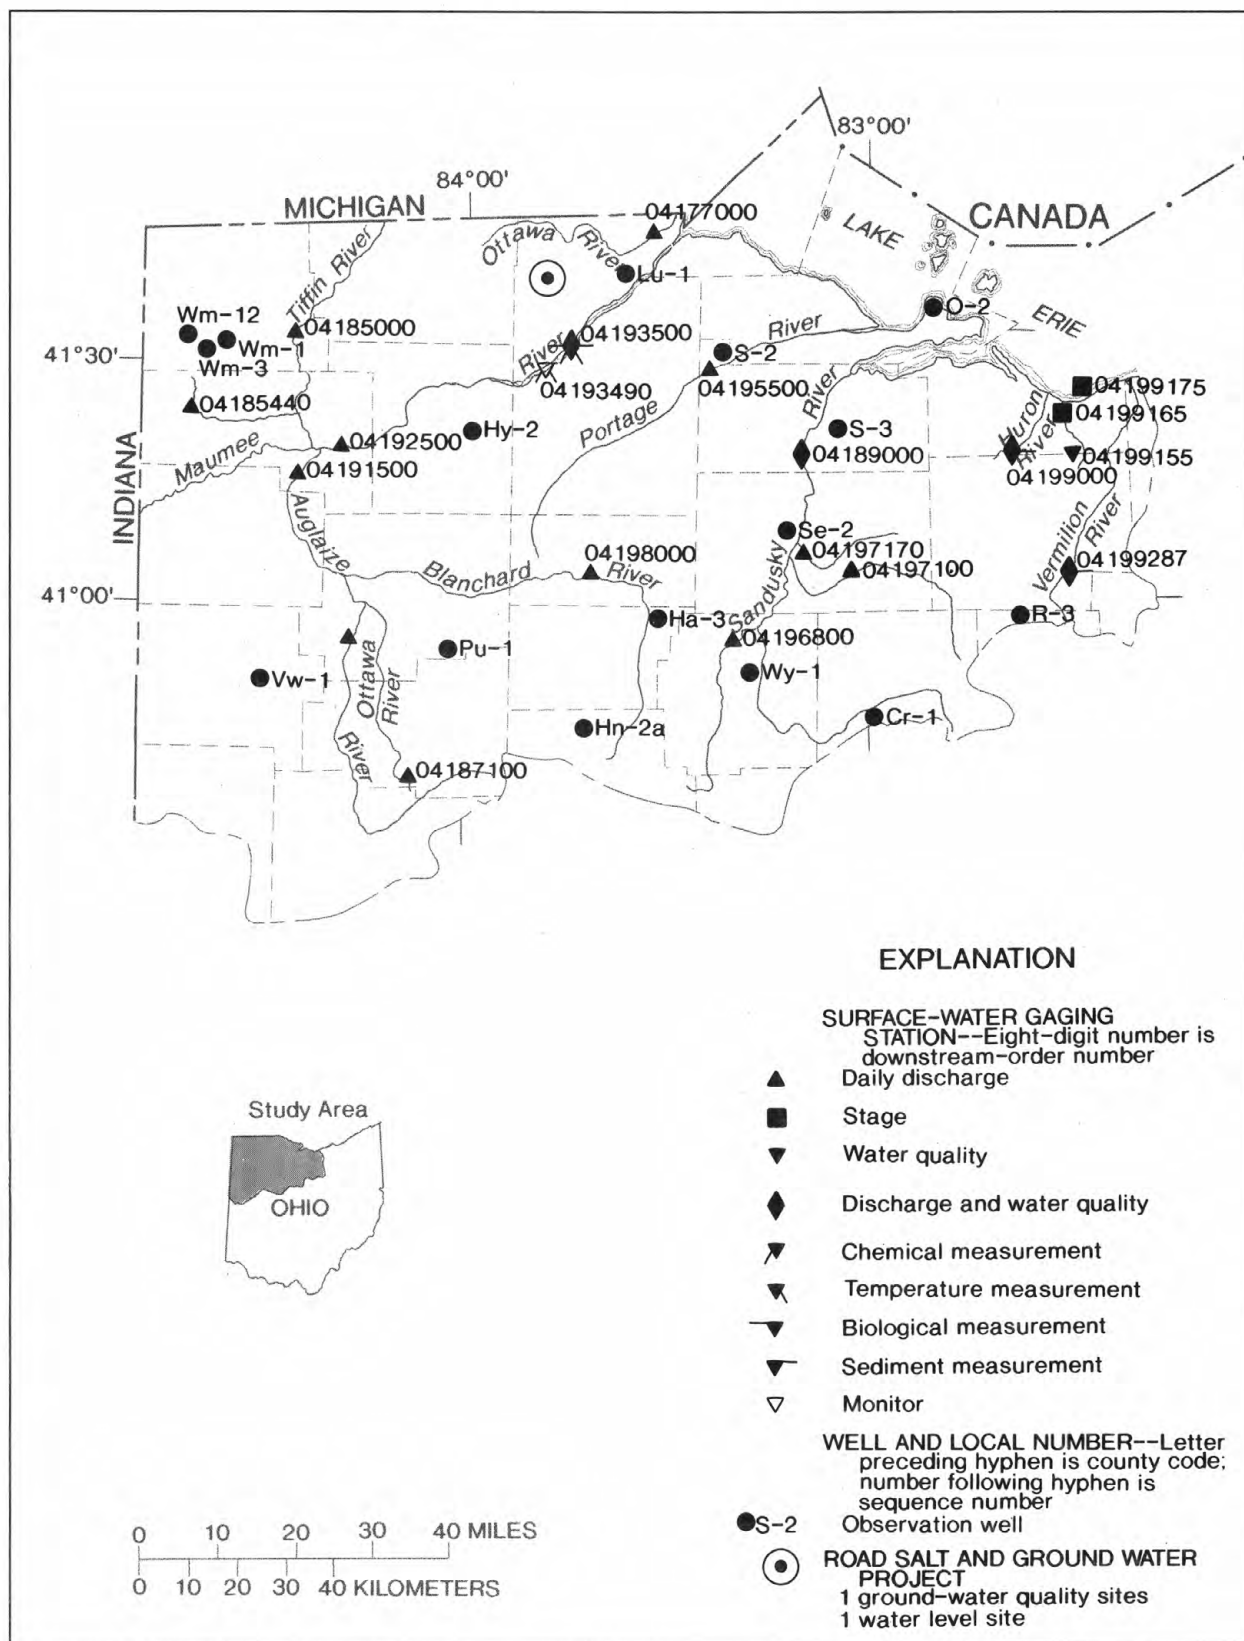 83°00'
84°00'
MICHIGAN
04177000
CANADA
LAKE
Ottawa
River
Tiffin River
Lu-1
Wm-12
O-2
ERIE
04185000
04193500
River
41°30'
Wm-1
River
S-2
Wm-3
04193490
04195500
River
04199175
04185440
Huron
River
04199165
Portage
Hy-2
S-3
04192500
Maumee
04189000
04199155
04199000
04191500
INDIANA
Auglaize
Se-2
Vermilion
River
04197170
04198000
Blanchard
River
04197100
04199287
41°00'
Sandusky
Ha-3
R-3
04196800
Pu-1
Ottawa
River
Vw-1
Wy-1
Cr-1
Hn-2a
River
04187100
EXPLANATION
SURFACE-WATER GAGING
STATION--Eight-digit number is
downstream-order number
Daily discharge
Stage
Water quality
Discharge and water quality
Chemical measurement
Temperature measurement
Biological measurement
Sediment measurement
Monitor
WELL AND LOCAL NUMBER--Letter
preceding hyphen is county code;
number following hyphen is
sequence number
S-2 Observation well
ROAD SALT AND GROUND WATER
PROJECT
1 ground-water quality sites
1 water level site
Study Area
OHIO
0 10 20 30 40 MILES
0 10 20 30 40 KILOMETERS